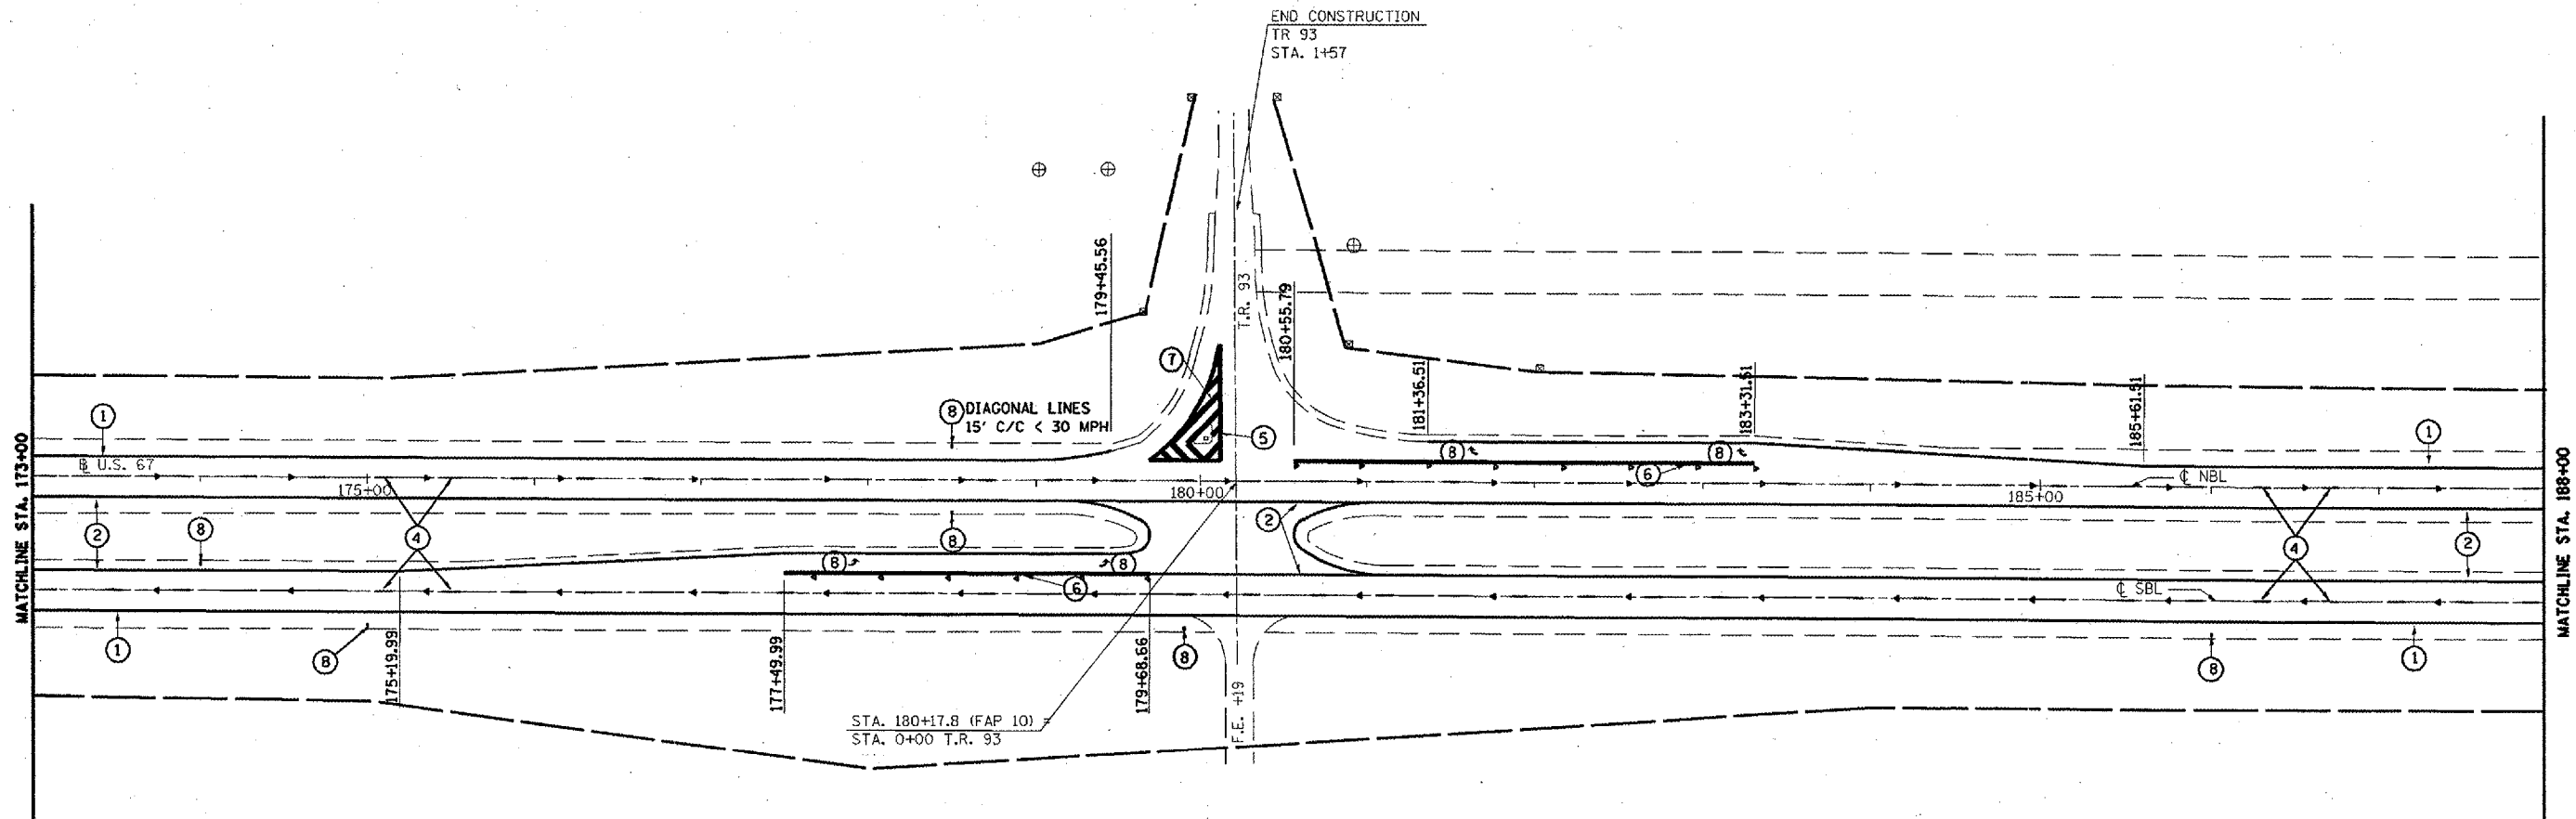 END CONSTRUCTION
TR 93
STA. 1+57
179+45.56
T.R. 93
180+55.79
7
181+36.51
183+31.51
185+61.51
1
8 DIAGONAL LINES
15' C/C < 30 MPH
5
1
8
8
6
MATCHLINE STA. 173+00
℄ U.S. 67
175+00
180+00
185+00
℄ NBL
MATCHLINE STA. 188+00
2
8
4
8
2
4
2
8
8
6
℄ SBL
1
8
175+19.99
177+49.99
179+68.66
8
F.E. +19
8
1
STA. 180+17.8 (FAP 10) =
STA. 0+00 T.R. 93